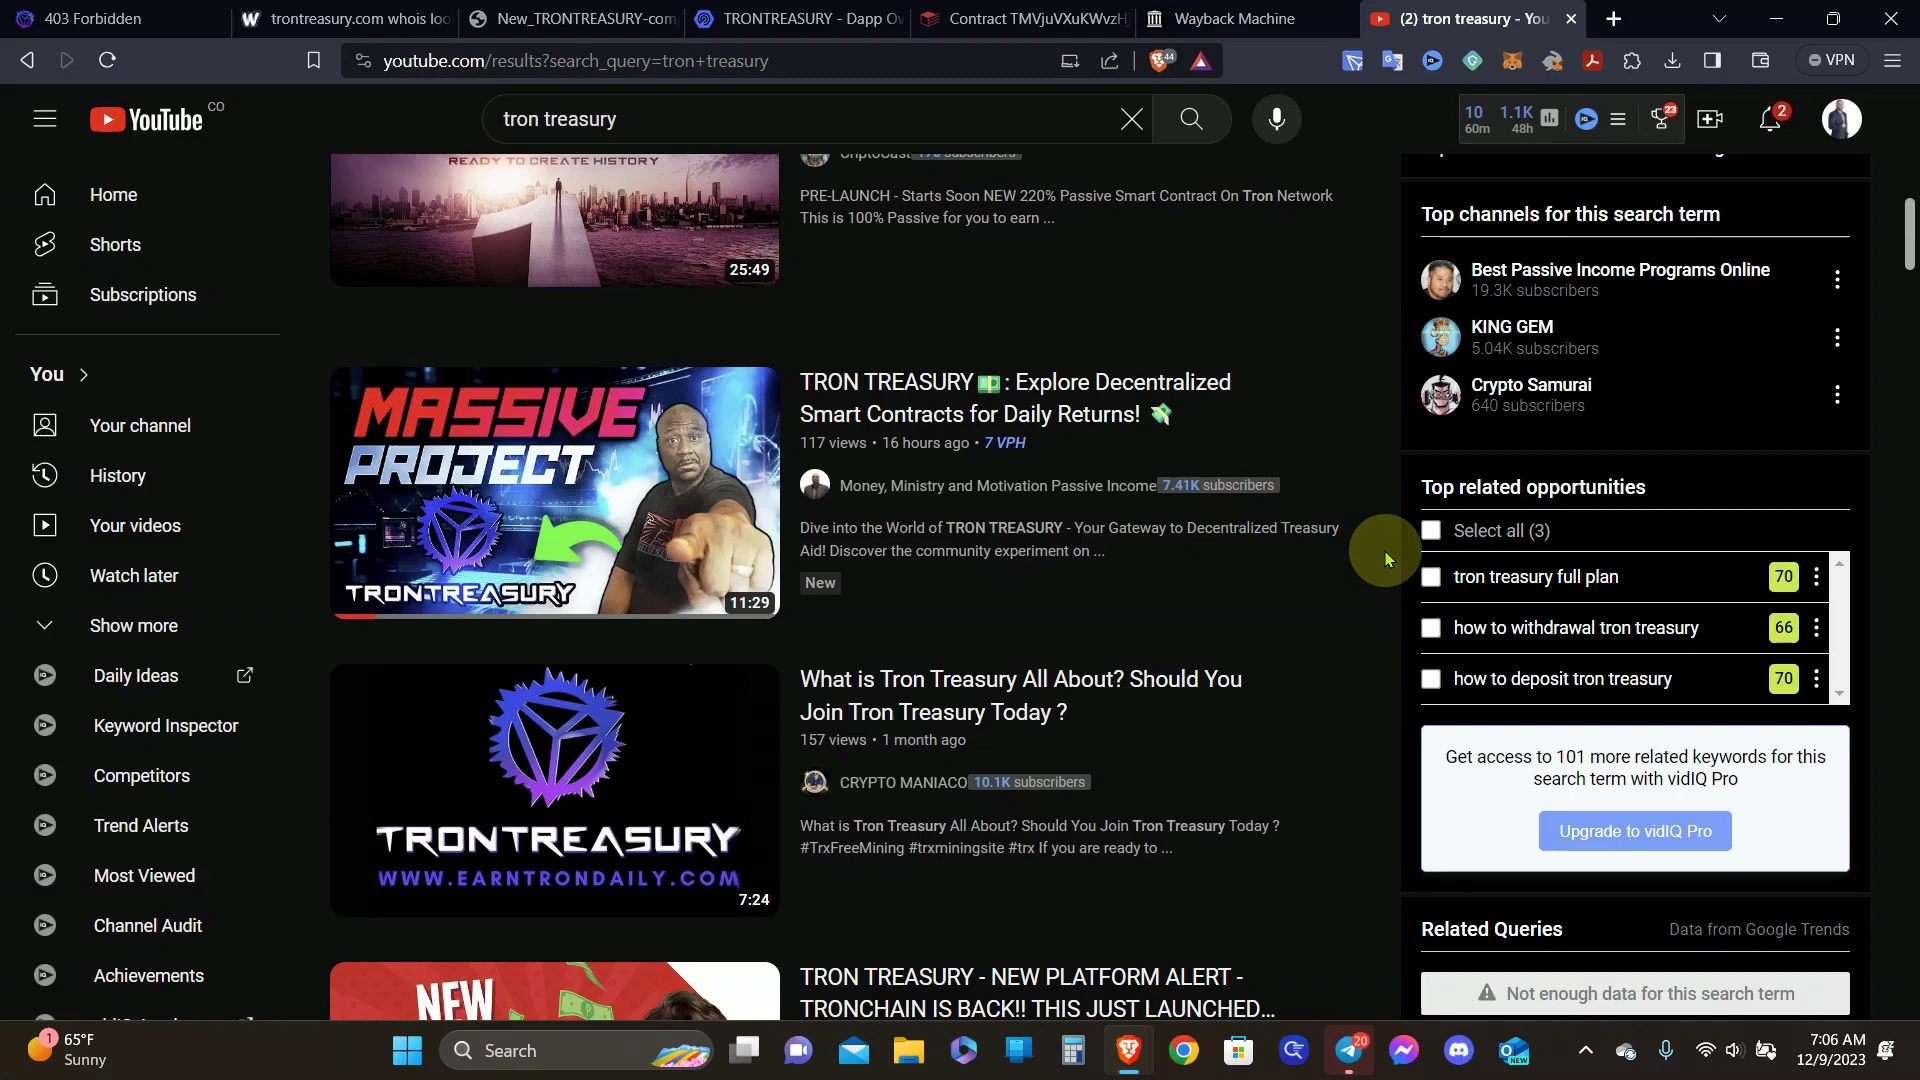 403 Forbidden
trontreasury.com whois loo
New_TRONTREASURY-com
TRONTREASURY - Dapp Ov
Contract TMVjuVXuKWvzH
Wayback Machine
(2) tron treasury - You
youtube.com/results?search_query=tron+treasury
44
VPN
YouTube
CO
tron treasury
10
60m
1.1K
48h
23
2
Home
Shorts
Subscriptions
You
Your channel
History
Your videos
Watch later
Show more
Daily Ideas
Keyword Inspector
Competitors
Trend Alerts
Most Viewed
Channel Audit
Achievements
READY TO CREATE HISTORY
25:49
PRE-LAUNCH - Starts Soon NEW 220% Passive Smart Contract On Tron Network
This is 100% Passive for you to earn ...
MASSIVE
PROJECT
TRONTREASURY
11:29
TRON TREASURY💵: Explore Decentralized
Smart Contracts for Daily Returns! 💸
117 views • 16 hours ago • 7 VPH
Money, Ministry and Motivation Passive Income 7.41K subscribers
Dive into the World of TRON TREASURY - Your Gateway to Decentralized Treasury
Aid! Discover the community experiment on ...
New
TRONTREASURY
WWW.EARNTRONDAILY.COM
7:24
What is Tron Treasury All About? Should You
Join Tron Treasury Today ?
157 views • 1 month ago
CRYPTO MANIACO 10.1K subscribers
What is Tron Treasury All About? Should You Join Tron Treasury Today ?
#TrxFreeMining #trxminingsite #trx If you are ready to ...
NEW
TRON TREASURY - NEW PLATFORM ALERT -
TRONCHAIN IS BACK!! THIS JUST LAUNCHED...
Top channels for this search term
Best Passive Income Programs Online
19.3K subscribers
KING GEM
5.04K subscribers
Crypto Samurai
640 subscribers
Top related opportunities
Select all (3)
tron treasury full plan 70
how to withdrawal tron treasury 66
how to deposit tron treasury 70
Get access to 101 more related keywords for this
search term with vidIQ Pro
Upgrade to vidIQ Pro
Related Queries
Data from Google Trends
Not enough data for this search term
1
65°F
Sunny
Search
20
NEW
7:06 AM
12/9/2023